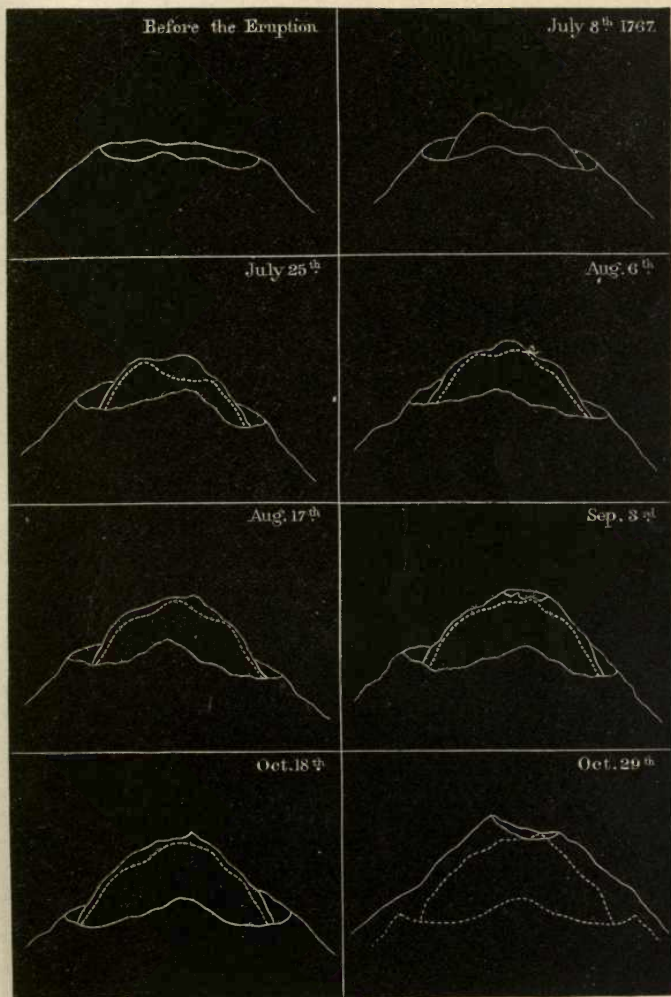 Before the Eruption
July 8th 1767.
July 25th
Aug. 6th
Aug. 17th
Sep. 3rd
Oct. 18th
Oct. 29th